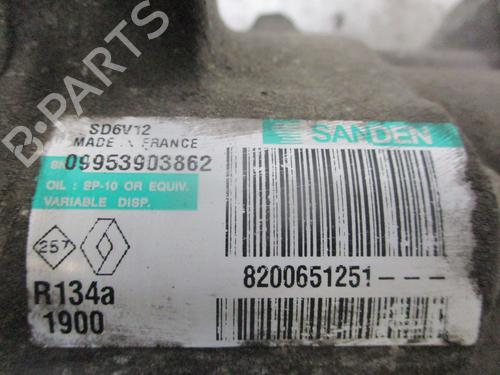 B-PARTS
SD6V12
MADE IN FRANCE
SANDEN
09953903862
OIL : SP-10 OR EQUIV.
VARIABLE DISP.
257
R134a
1900
8200651251---